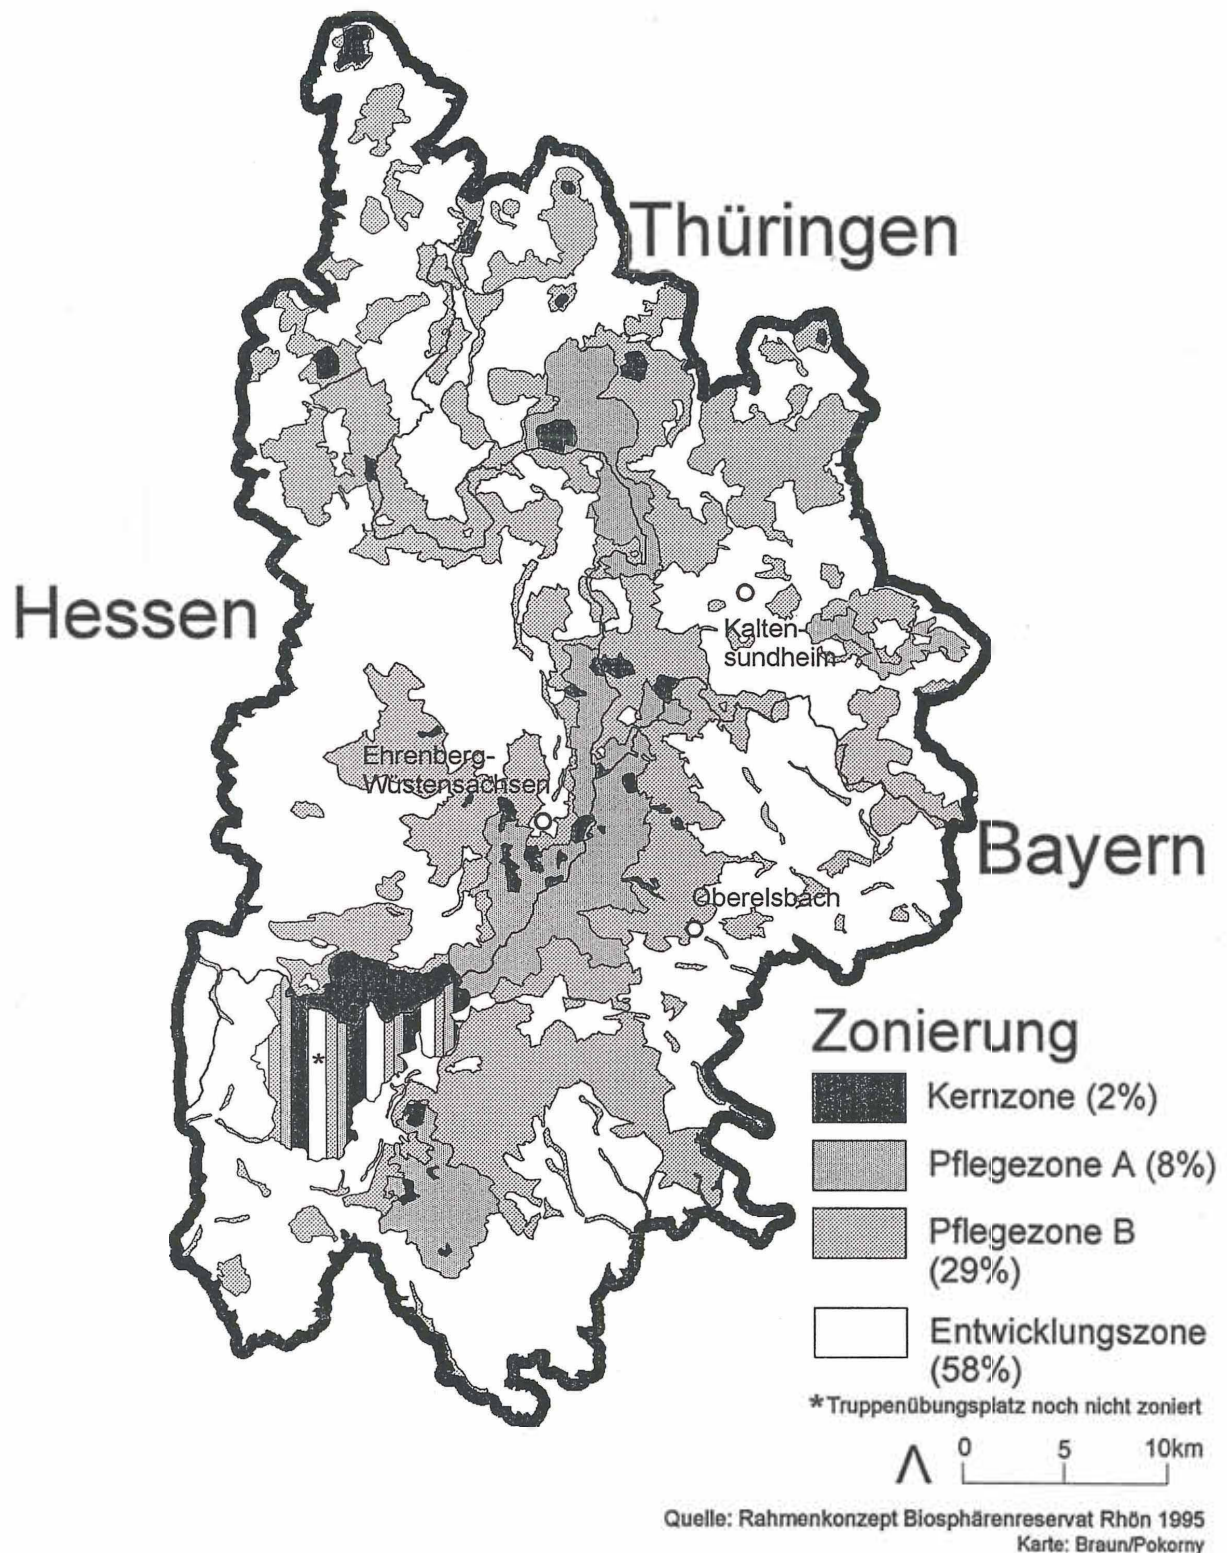 Thüringen
Hessen
Kalten-
sundheim
Ehrenberg-
Wüstensachsen
Bayern
Oberelsbach
*
Zonierung
Kernzone (2%)
Pflegezone A (8%)
Pflegezone B
(29%)
Entwicklungszone
(58%)
*Truppenübungsplatz noch nicht zoniert
0 5 10km
Quelle: Rahmenkonzept Biosphärenreservat Rhön 1995
Karte: Braun/Pokorny